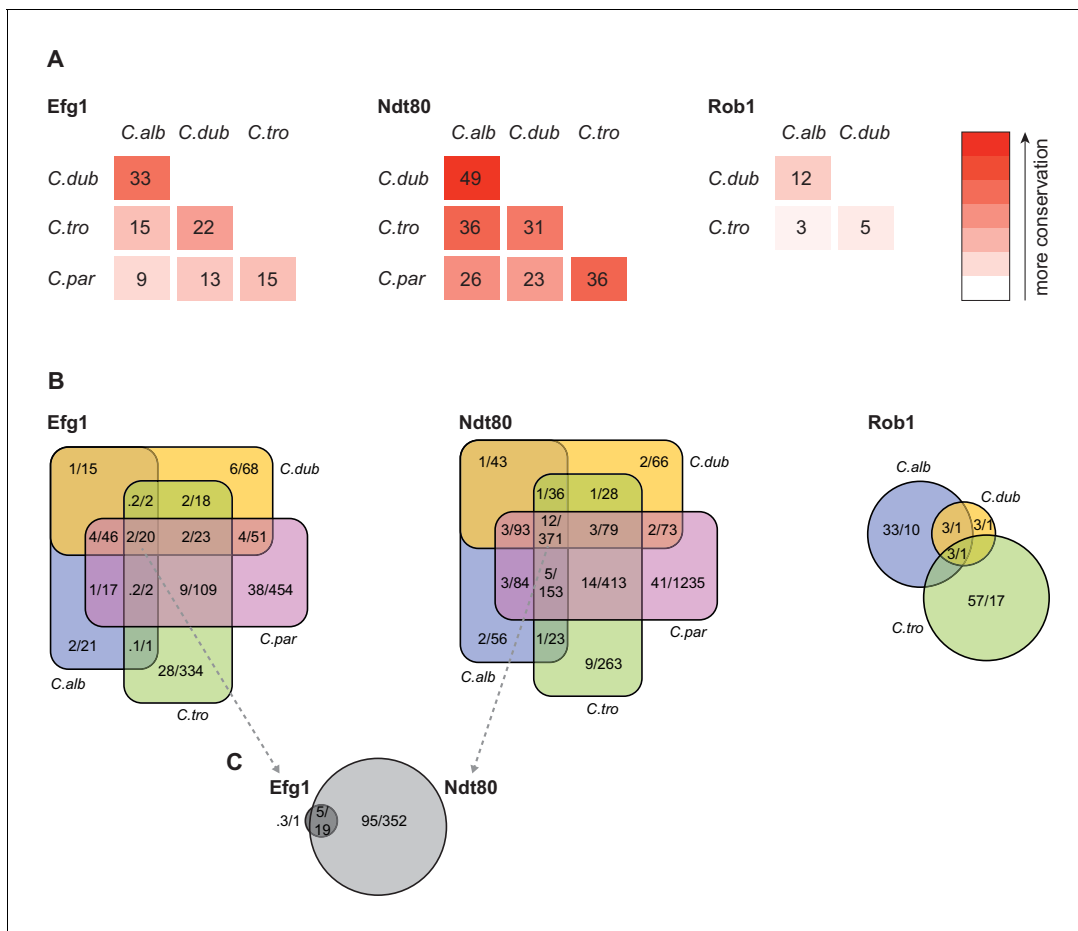 A
Efg1
C.alb C.dub C.tro
C.dub 33
C.tro 15 22
C.par 9 13 15
Ndt80
C.alb C.dub C.tro
C.dub 49
C.tro 36 31
C.par 26 23 36
Rob1
C.alb C.dub
C.dub 12
C.tro 3 5
more conservation
B
Efg1
1/15 6/68 C.dub
.2/2 2/18
4/46 2/20 2/23 4/51
1/17 .2/2 9/109 38/454
C.par
2/21 .1/1
C.alb 28/334
C.tro
Ndt80
1/43 2/66 C.dub
1/36 1/28
3/93 12/ 3/79 2/73
371
3/84 5/ 14/413 41/1235
153
C.par
2/56 1/23
C.alb 9/263
C.tro
Rob1
C.alb
C.dub
33/10 3/1 3/1
3/1
57/17
C.tro
C
Efg1 Ndt80
.3/1 5/ 95/352
19